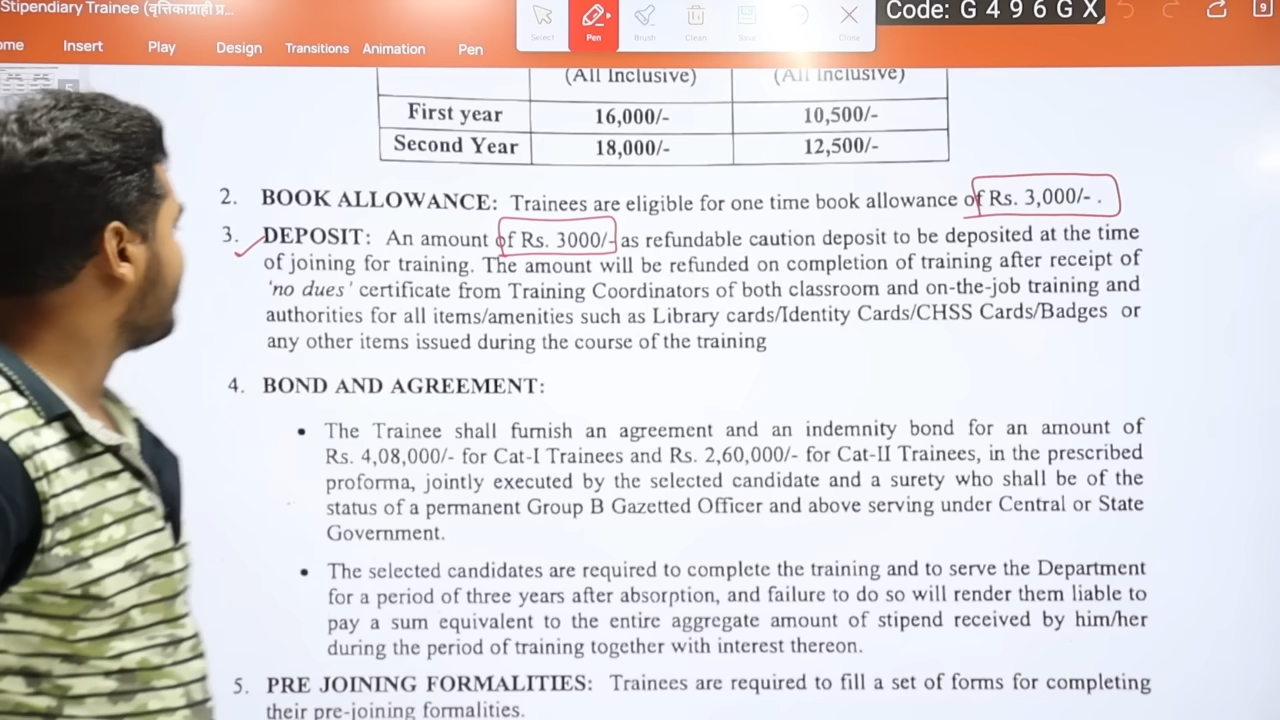 Stipendiary Trainee (वृत्तिकाग्राही प्र...
Code: G 4 9 6 G X
9
ome Insert Play Design Transitions Animation Pen
Select Pen Brush Clean Save Close
(All Inclusive) (All Inclusive)
First year 16,000/- 10,500/-
Second Year 18,000/- 12,500/-
2. BOOK ALLOWANCE: Trainees are eligible for one time book allowance of Rs. 3,000/- .
3. DEPOSIT: An amount of Rs. 3000/- as refundable caution deposit to be deposited at the time
of joining for training. The amount will be refunded on completion of training after receipt of
'no dues' certificate from Training Coordinators of both classroom and on-the-job training and
authorities for all items/amenities such as Library cards/Identity Cards/CHSS Cards/Badges or
any other items issued during the course of the training
4. BOND AND AGREEMENT:
• The Trainee shall furnish an agreement and an indemnity bond for an amount of
Rs. 4,08,000/- for Cat-I Trainees and Rs. 2,60,000/- for Cat-II Trainees, in the prescribed
proforma, jointly executed by the selected candidate and a surety who shall be of the
status of a permanent Group B Gazetted Officer and above serving under Central or State
Government.
• The selected candidates are required to complete the training and to serve the Department
for a period of three years after absorption, and failure to do so will render them liable to
pay a sum equivalent to the entire aggregate amount of stipend received by him/her
during the period of training together with interest thereon.
5. PRE JOINING FORMALITIES: Trainees are required to fill a set of forms for completing
their pre-joining formalities.